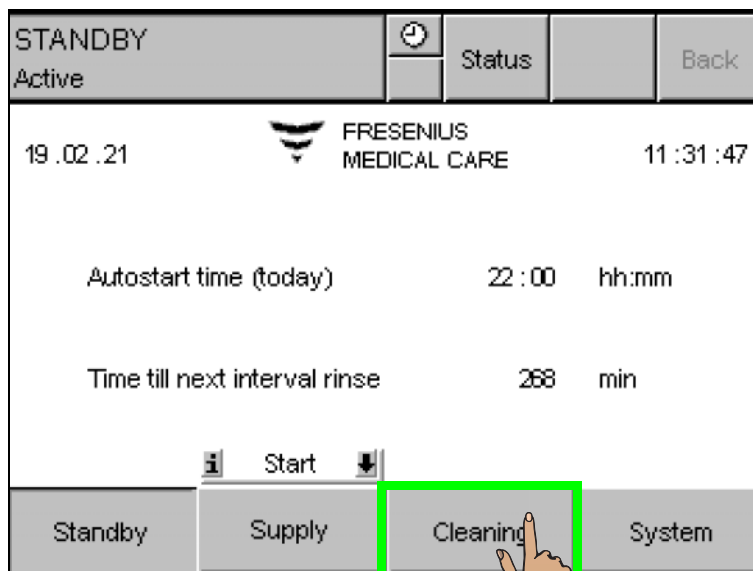 STANDBY
Active
Status
Back
19.02.21
FRESENIUS
MEDICAL CARE
11:31:47
Autostart time (today) 22:00 hh:mm
Time till next interval rinse 268 min
i Start
Standby
Supply
Cleaning
System